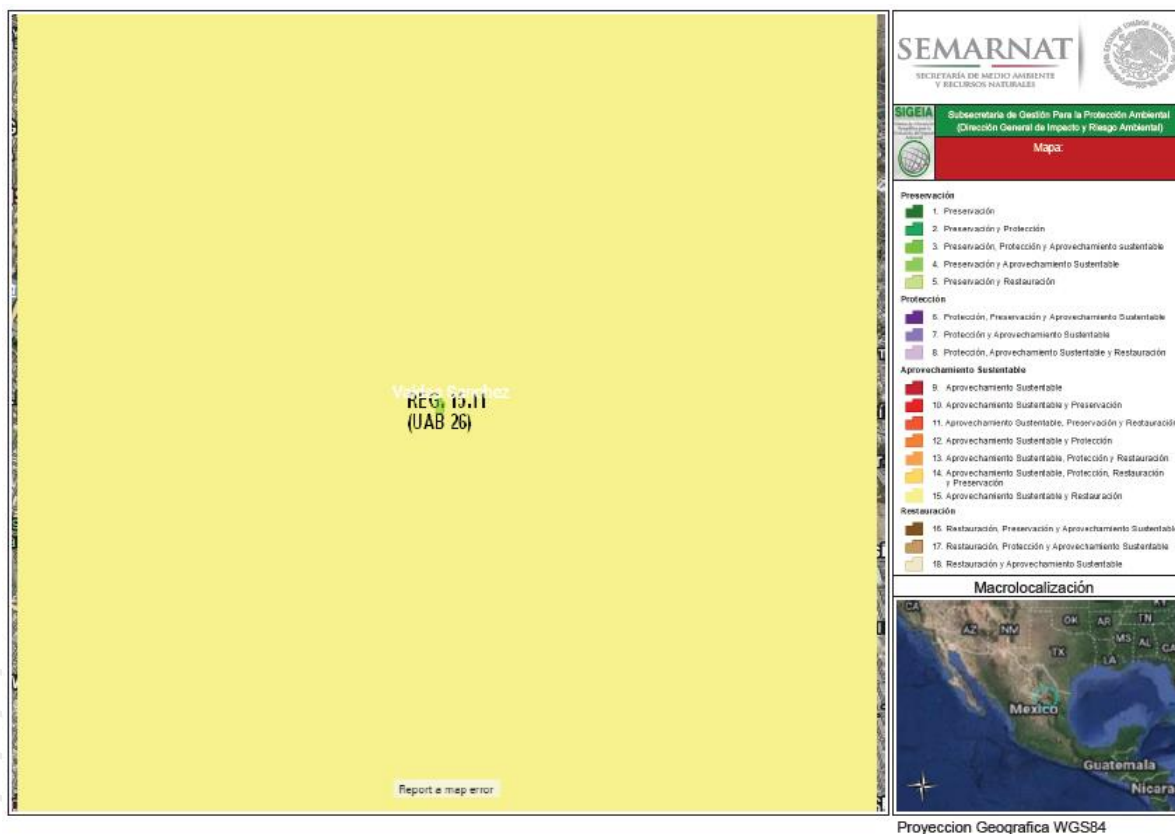 Valdez Sanchez
REG. 15.11
(UAB 26)
Report a map error
SEMARNAT
SECRETARÍA DE MEDIO AMBIENTE
Y RECURSOS NATURALES
SIGEIA
Subsecretaria de Gestión Para la Protección Ambiental
(Dirección General de Impacto y Riesgo Ambiental)
Mapa:
Preservación
1. Preservación
2. Preservación y Protección
3. Preservación, Protección y Aprovechamiento sustentable
4. Preservación y Aprovechamiento Sustentable
5. Preservación y Restauración
Protección
6. Protección, Preservación y Aprovechamiento Sustentable
7. Protección y Aprovechamiento Sustentable
8. Protección, Aprovechamiento Sustentable y Restauración
Aprovechamiento Sustentable
9. Aprovechamiento Sustentable
10. Aprovechamiento Sustentable y Preservación
11. Aprovechamiento Sustentable, Preservación y Restauración
12. Aprovechamiento Sustentable y Protección
13. Aprovechamiento Sustentable, Protección y Restauración
14. Aprovechamiento Sustentable, Protección, Restauración
y Preservación
15. Aprovechamiento Sustentable y Restauración
Restauración
16. Restauración, Preservación y Aprovechamiento Sustentable
17. Restauración, Protección y Aprovechamiento Sustentable
18. Restauración y Aprovechamiento Sustentable
Macrolocalización
CA
AZ
NM
OK
AR
TN
MS
AL
GA
TX
LA
Mexico
Guatemala
Nicara
Proyeccion Geografica WGS84